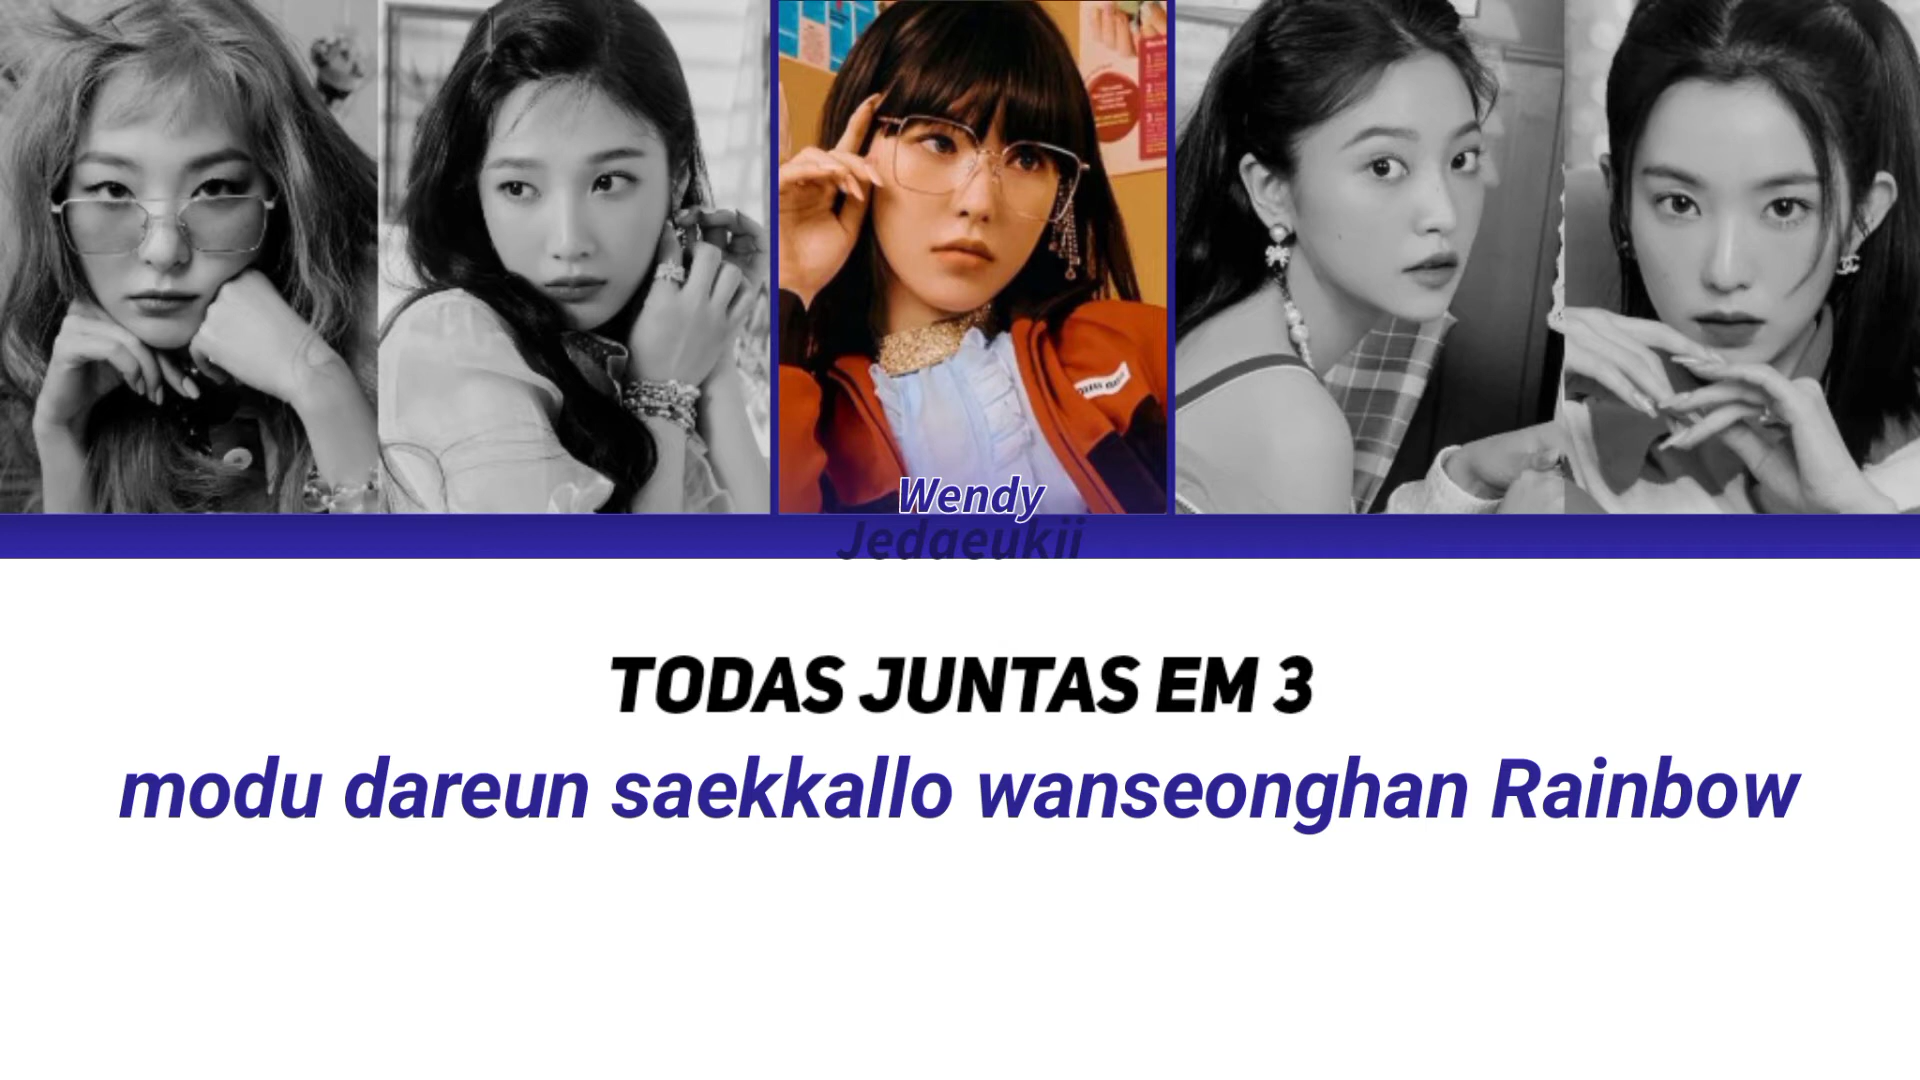 Wendy
Jedaeukii
TODAS JUNTAS EM 3
modu dareun saekkallo wanseonghan Rainbow